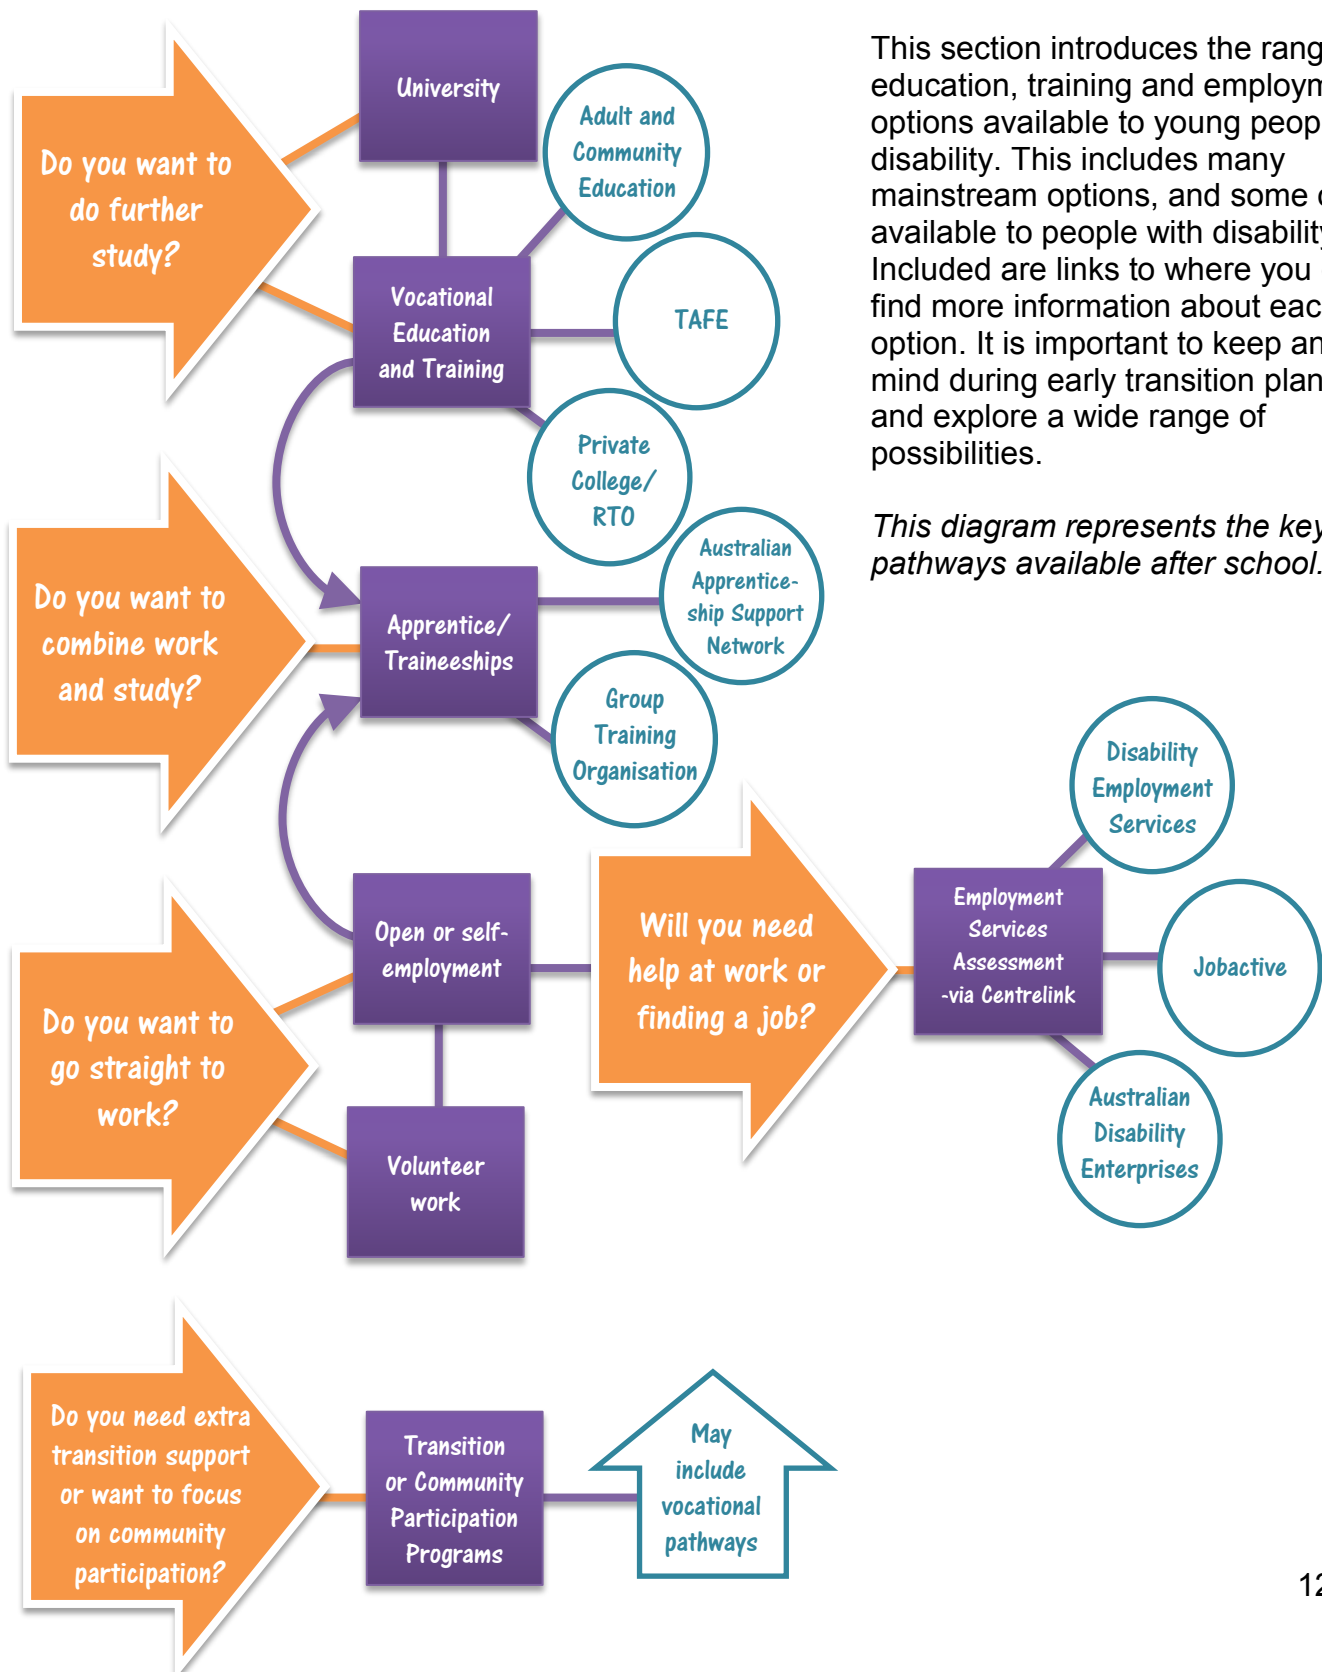 This section introduces the rang
education, training and employm
options available to young peop
disability. This includes many
mainstream options, and some o
available to people with disability
Included are links to where you
find more information about eac
option. It is important to keep an
mind during early transition plan
and explore a wide range of
possibilities.
This diagram represents the key
pathways available after school.
Do you want to
do further
study?
University
Vocational
Education
and Training
Adult and
Community
Education
TAFE
Private
College/
RTO
Do you want to
combine work
and study?
Apprentice/
Traineeships
Australian
Apprentice-
ship Support
Network
Group
Training
Organisation
Do you want to
go straight to
work?
Open or self-
employment
Volunteer
work
Will you need
help at work or
finding a job?
Employment
Services
Assessment
-via Centrelink
Disability
Employment
Services
Jobactive
Australian
Disability
Enterprises
Do you need extra
transition support
or want to focus
on community
participation?
Transition
or Community
Participation
Programs
May
include
vocational
pathways
12